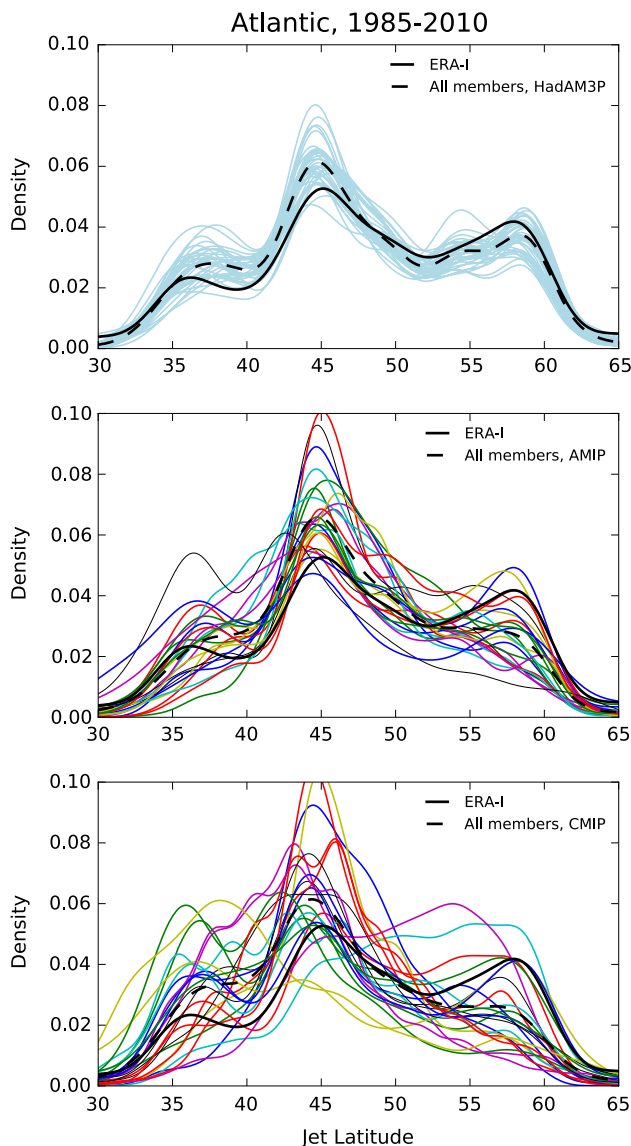 Atlantic, 1985-2010
0.10
0.08
0.06
0.04
0.02
0.00
Density
ERA-I
All members, HadAM3P
30 35 40 45 50 55 60 65
0.10
0.08
0.06
0.04
0.02
0.00
Density
ERA-I
All members, AMIP
30 35 40 45 50 55 60 65
0.10
0.08
0.06
0.04
0.02
0.00
Density
ERA-I
All members, CMIP
30 35 40 45 50 55 60 65
Jet Latitude